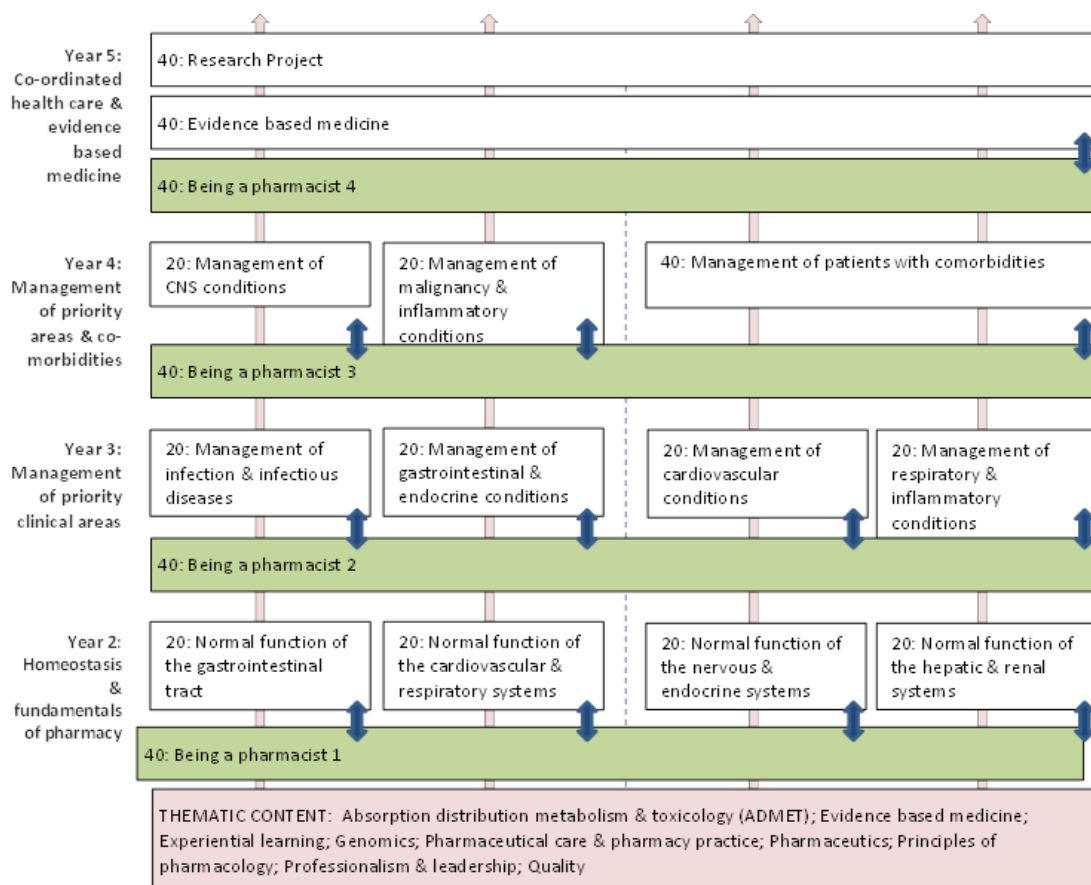 Year 5:
Co-ordinated
health care &
evidence
based
medicine
40: Research Project
40: Evidence based medicine
40: Being a pharmacist 4
Year 4:
Management
of priority
areas & co-
morbidities
20: Management of
CNS conditions
20: Management of
malignancy &
inflammatory
conditions
40: Management of patients with comorbidities
40: Being a pharmacist 3
Year 3:
Management
of priority
clinical areas
20: Management of
infection & infectious
diseases
20: Management of
gastrointestinal &
endocrine conditions
20: Management of
cardiovascular
conditions
20: Management of
respiratory &
inflammatory
conditions
40: Being a pharmacist 2
Year 2:
Homeostasis
&
fundamentals
of pharmacy
20: Normal function of
the gastrointestinal
tract
20: Normal function of
the cardiovascular &
respiratory systems
20: Normal function of
the nervous &
endocrine systems
20: Normal function of
the hepatic & renal
systems
40: Being a pharmacist 1
THEMATIC CONTENT: Absorption distribution metabolism & toxicology (ADMET); Evidence based medicine;
Experiential learning; Genomics; Pharmaceutical care & pharmacy practice; Pharmaceutics; Principles of
pharmacology; Professionalism & leadership; Quality